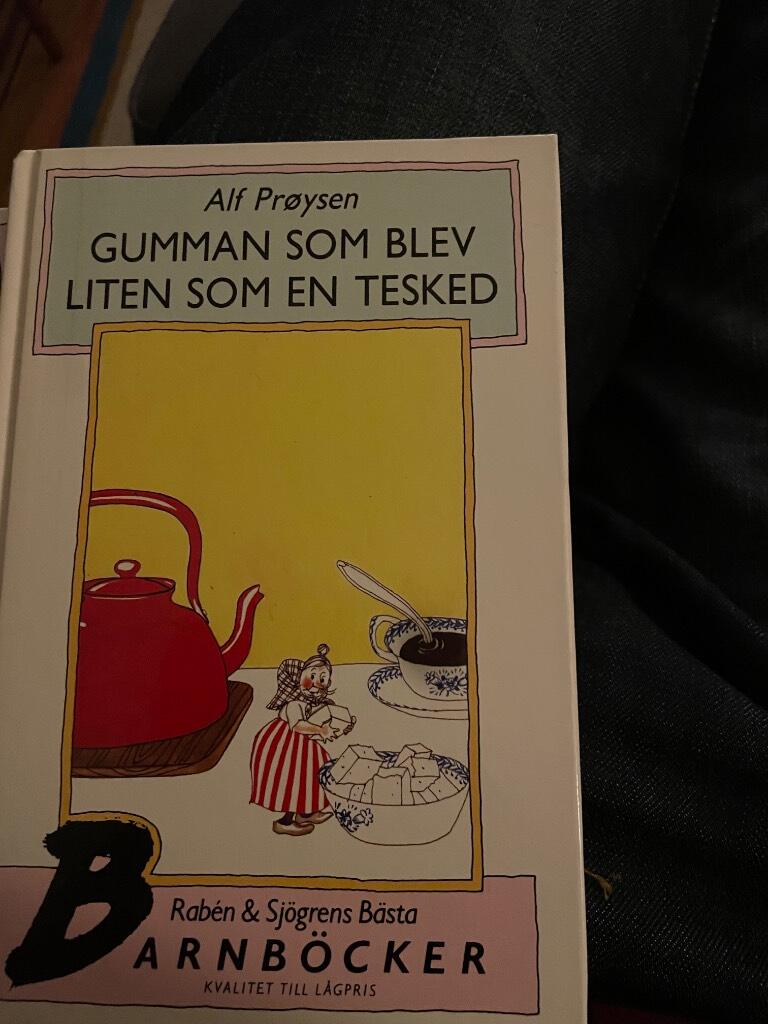 Alf Prøysen
GUMMAN SOM BLEV
LITEN SOM EN TESKED
Rabén & Sjögrens Bästa
BARNBÖCKER
KVALITET TILL LÅGPRIS